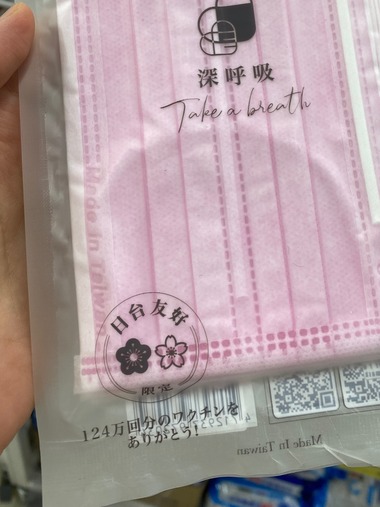 深呼吸
Take a breath
Made In
日台友好
限定
124万回分のワクチンを
ありがとう!
Made In Taiwan